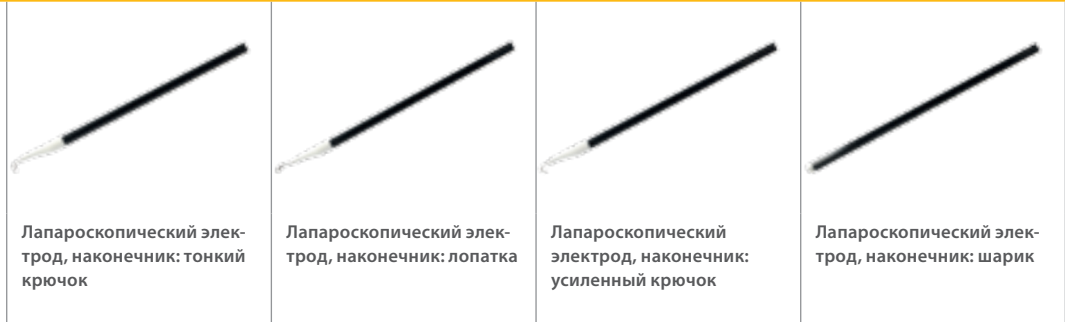 Лапароскопический элек-
трод, наконечник: тонкий
крючок
Лапароскопический элек-
трод, наконечник: лопатка
Лапароскопический
электрод, наконечник:
усиленный крючок
Лапароскопический элек-
трод, наконечник: шарик